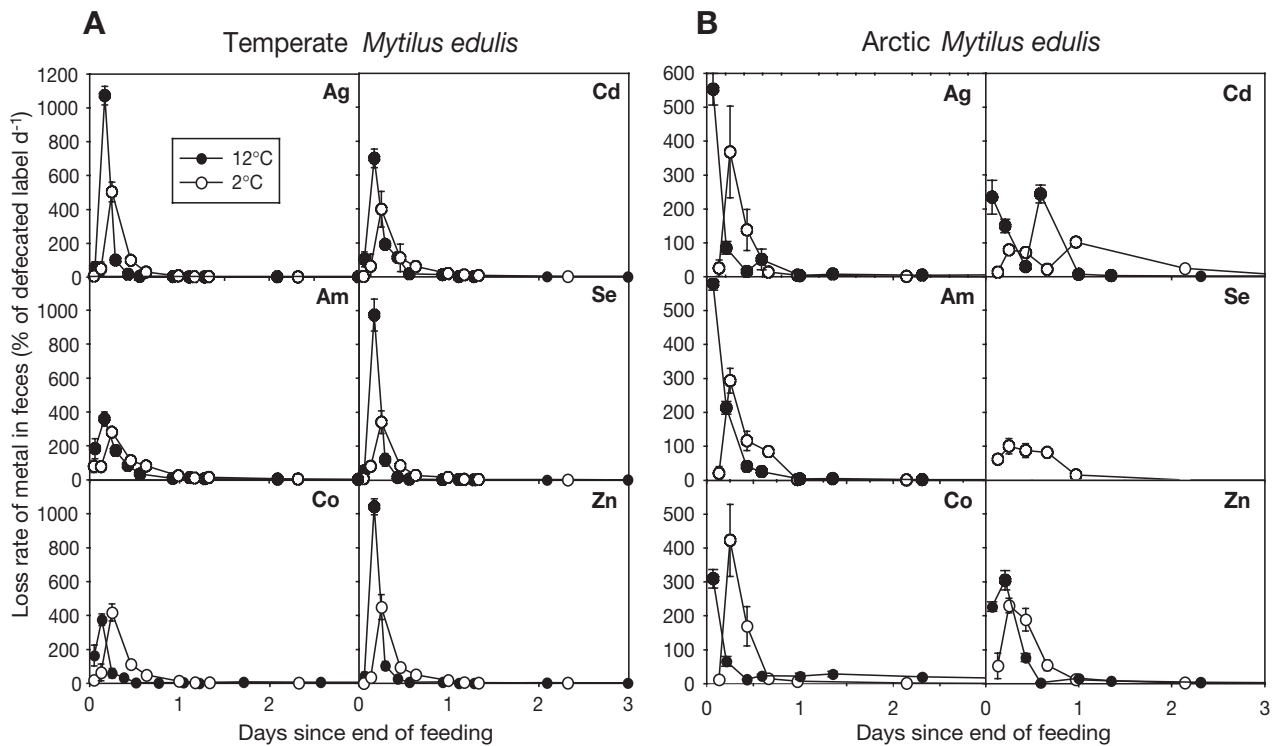 A
Temperate Mytilus edulis
B
Arctic Mytilus edulis
Loss rate of metal in feces (% of defecated label d-1)
1200
1000
800
600
400
200
0
Ag
12°C
2°C
Cd
1000
800
600
400
200
0
Am
Se
1000
800
600
400
200
0
Co
Zn
0 1 2 0 1 2 3
Days since end of feeding
600
500
400
300
200
100
0
Ag
Cd
500
400
300
200
100
0
Am
Se
500
400
300
200
100
0
Co
Zn
0 1 2 0 1 2 3
Days since end of feeding